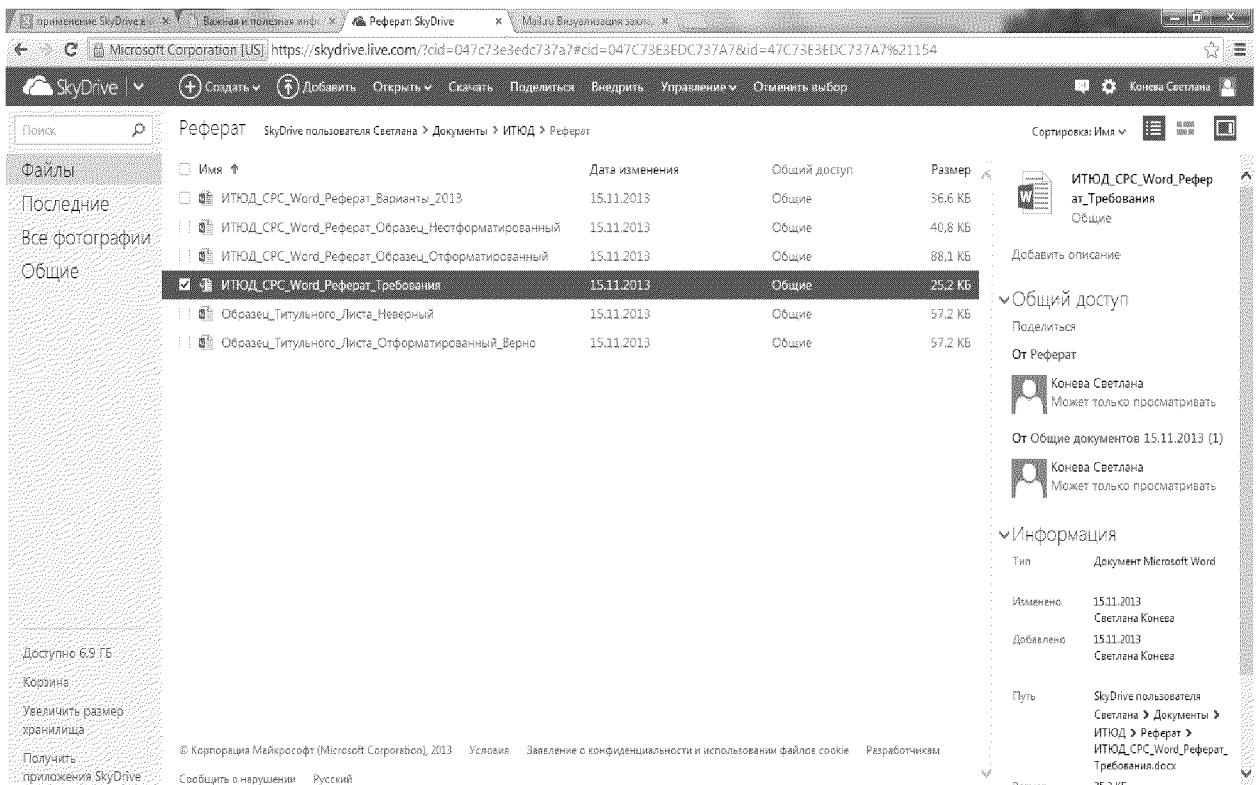 применение SkyDrive в
Важная и полезная инфо
Реферат: SkyDrive
Mail.ru Визуализация
Microsoft Corporation [US] https://skydrive.live.com/?cid=047c73e3edc737a7#cid=047C73E3EDC737A7&id=47C73E3EDC737A7%21154
SkyDrive
Создать Добавить Открыть Скачать Поделиться Внедрить Управление Отменить выбор
Конева Светлана
Поиск
Реферат SkyDrive пользователя Светлана > Документы > ИТЮД > Реферат
Сортировка: Имя
Файлы
Последние
Все фотографии
Общие
Имя ↑ Дата изменения Общий доступ Размер
ИТЮД_СРС_Word_Реферат_Варианты_2013 15.11.2013 Общие 36.6 КБ
ИТЮД_СРС_Word_Реферат_Образец_Неотформатированный 15.11.2013 Общие 40,8 КБ
ИТЮД_СРС_Word_Реферат_Образец_Отформатированный 15.11.2013 Общие 88,1 КБ
ИТЮД_СРС_Word_Реферат_Требования 15.11.2013 Общие 25,2 КБ
Образец_Титульного_Листа_Неверный 15.11.2013 Общие 57.2 КБ
Образец_Титульного_Листа_Отформатированный_Верно 15.11.2013 Общие 57.2 КБ
ИТЮД_СРС_Word_Рефер
ат_Требования
Общие
Добавить описание
Общий доступ
Поделиться
От Реферат
Конева Светлана
Может только просматривать
От Общие документов 15.11.2013 (1)
Конева Светлана
Может только просматривать
Информация
Тип Документ Microsoft Word
Изменено 15.11.2013
Светлана Конева
Добавлено 15.11.2013
Светлана Конева
Путь SkyDrive пользователя
Светлана > Документы >
ИТЮД > Реферат >
ИТЮД_СРС_Word_Реферат_
Требования.docx
Доступно 6.9 ГБ
Корзина
Увеличить размер
хранилища
Получить
приложения SkyDrive
© Корпорация Майкрософт (Microsoft Corporation), 2013 Условия Заявление о конфиденциальности и использовании файлов cookie Разработчикам
Сообщить о нарушении Русский